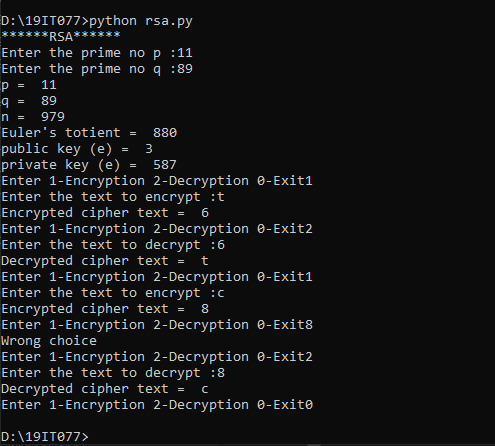 D:\19IT077>python rsa.py
******RSA******
Enter the prime no p :11
Enter the prime no q :89
p =  11
q =  89
n =  979
Euler's totient =  880
public key (e) =  3
private key (e) =  587
Enter 1-Encryption 2-Decryption 0-Exit1
Enter the text to encrypt :t
Encrypted cipher text =  6
Enter 1-Encryption 2-Decryption 0-Exit2
Enter the text to decrypt :6
Decrypted cipher text =  t
Enter 1-Encryption 2-Decryption 0-Exit1
Enter the text to encrypt :c
Encrypted cipher text =  8
Enter 1-Encryption 2-Decryption 0-Exit8
Wrong choice
Enter 1-Encryption 2-Decryption 0-Exit2
Enter the text to decrypt :8
Decrypted cipher text =  c
Enter 1-Encryption 2-Decryption 0-Exit0
D:\19IT077>